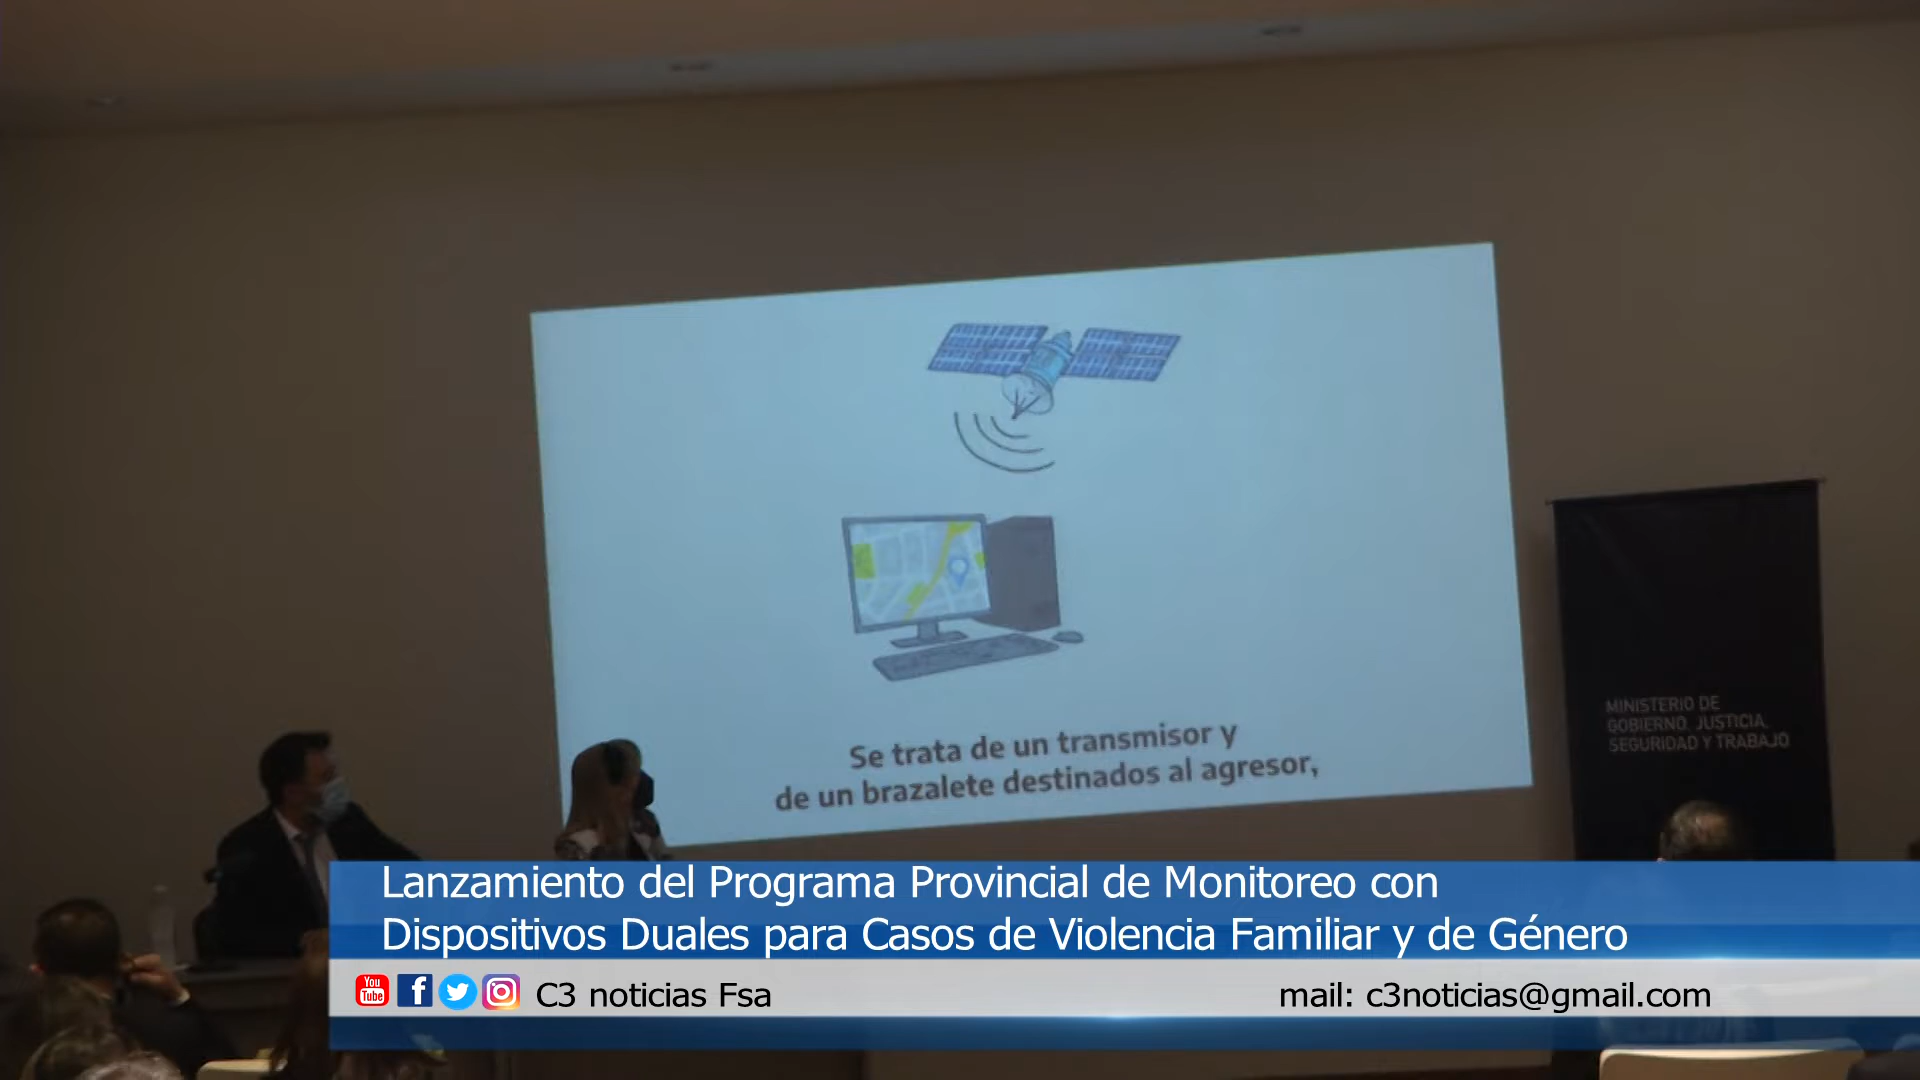 Se trata de un transmisor y
de un brazalete destinados al agresor,
MINISTERIO DE
GOBIERNO, JUSTICIA,
SEGURIDAD Y TRABAJO
Lanzamiento del Programa Provincial de Monitoreo con
Dispositivos Duales para Casos de Violencia Familiar y de Género
You
Tube
C3 noticias Fsa
mail: c3noticias@gmail.com